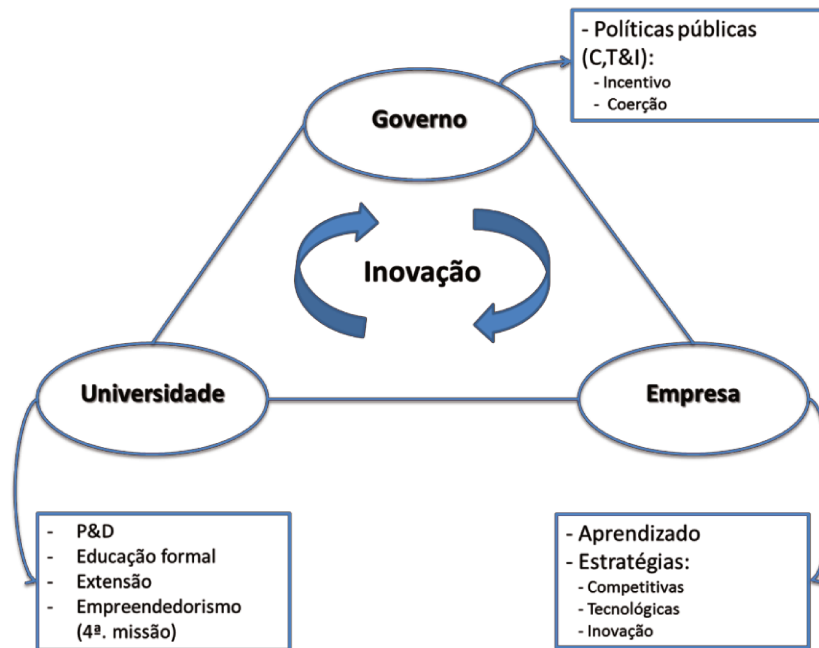 - Políticas públicas
(C,T&I):
- Incentivo
- Coerção
Governo
Inovação
Universidade
Empresa
- P&D
- Educação formal
- Extensão
- Empreendedorismo
(4ª. missão)
- Aprendizado
- Estratégias:
- Competitivas
- Tecnológicas
- Inovação